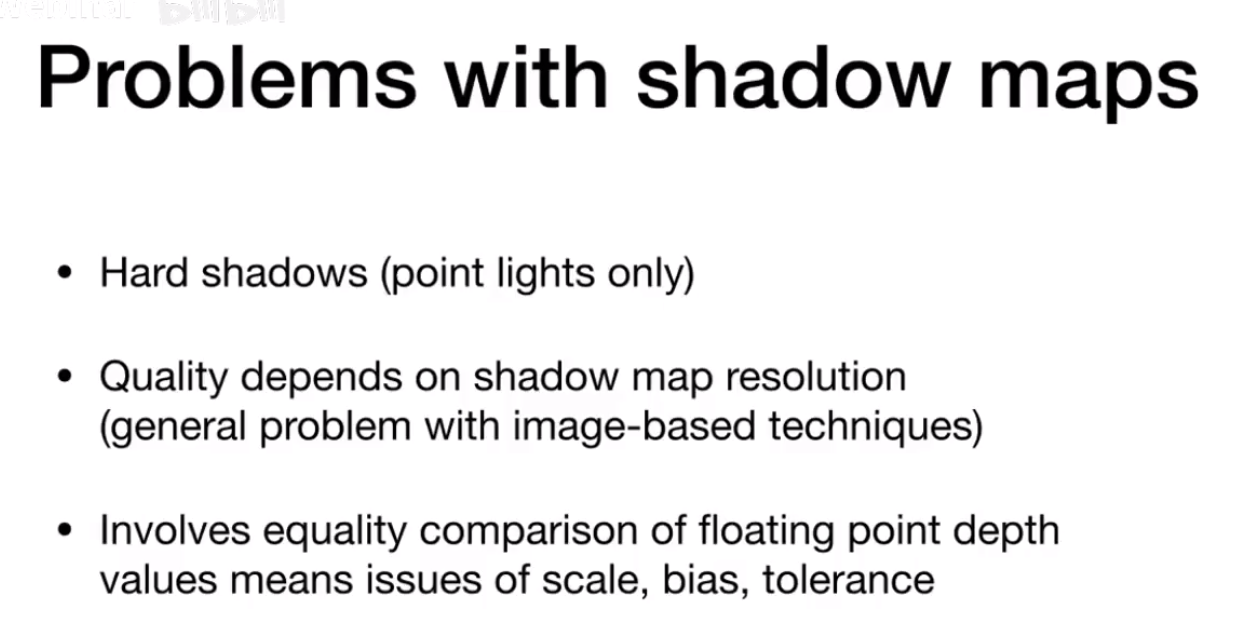 Problems with shadow maps
• Hard shadows (point lights only)
• Quality depends on shadow map resolution
(general problem with image-based techniques)
• Involves equality comparison of floating point depth
values means issues of scale, bias, tolerance